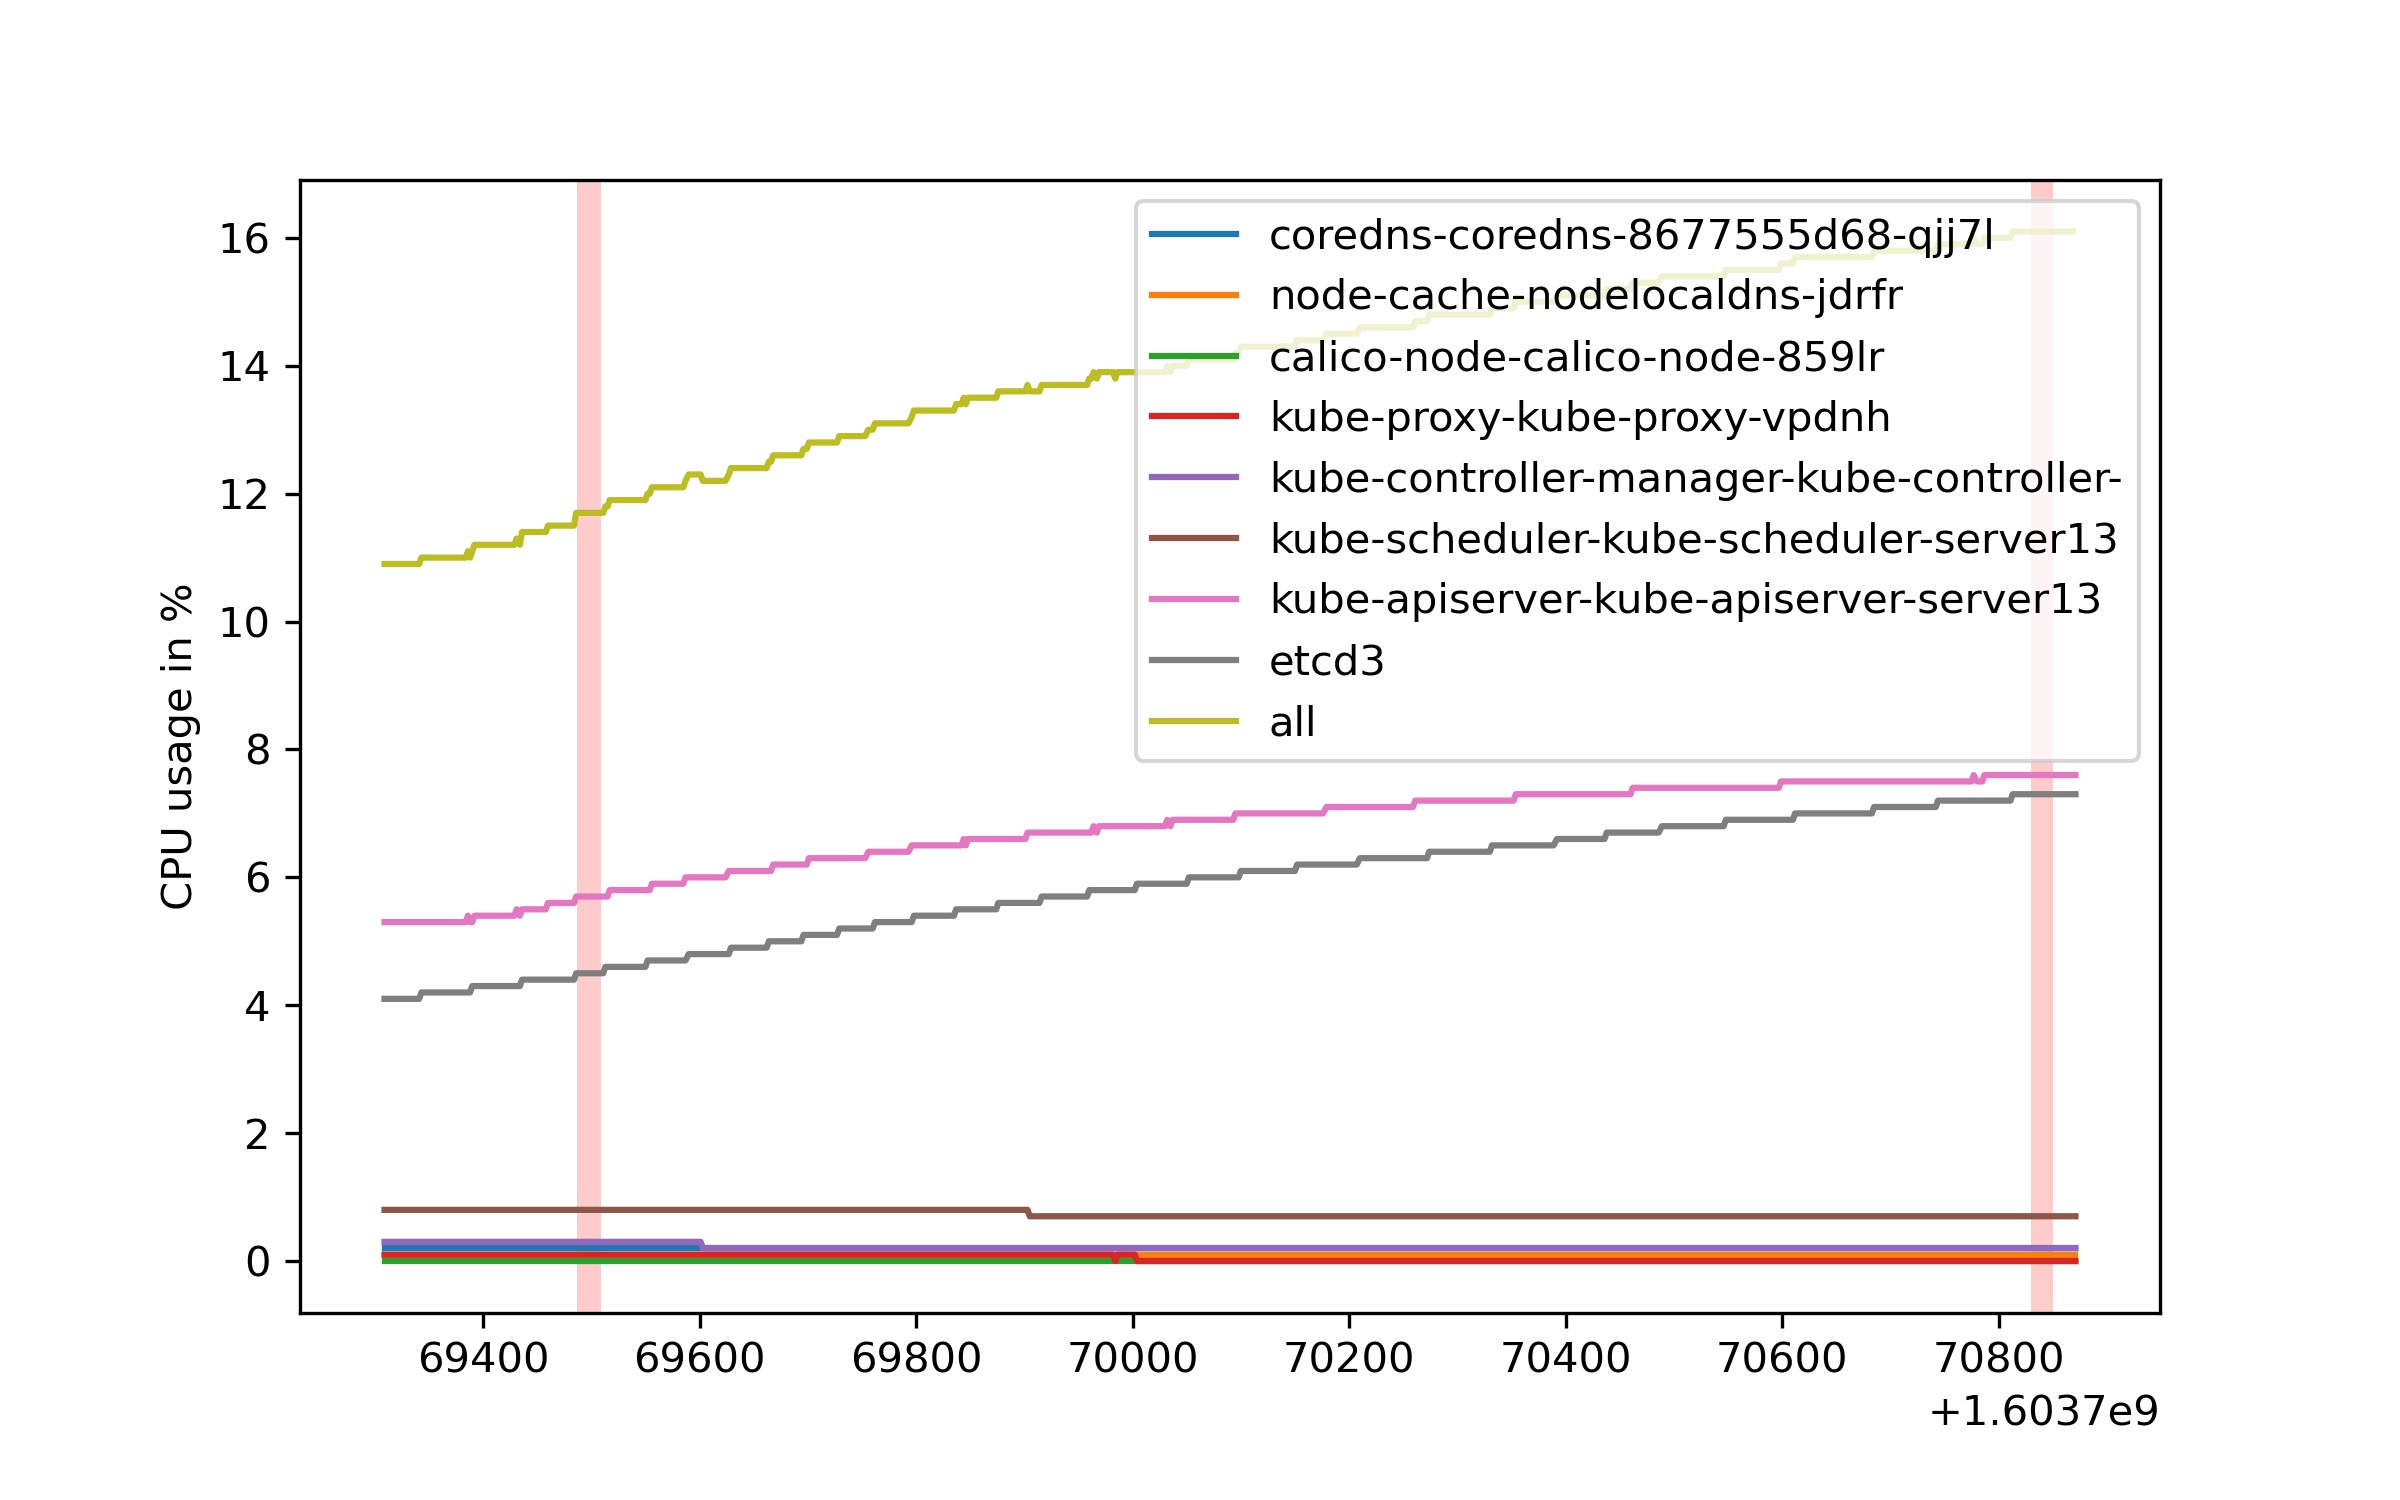 16
14
12
10
8
6
4
2
0
CPU usage in %
coredns-coredns-8677555d68-qjj7l
node-cache-nodelocaldns-jdrfr
calico-node-calico-node-859lr
kube-proxy-kube-proxy-vpdnh
kube-controller-manager-kube-controller-
kube-scheduler-kube-scheduler-server13
kube-apiserver-kube-apiserver-server13
etcd3
all
69400 69600 69800 70000 70200 70400 70600 70800
+1.6037e9